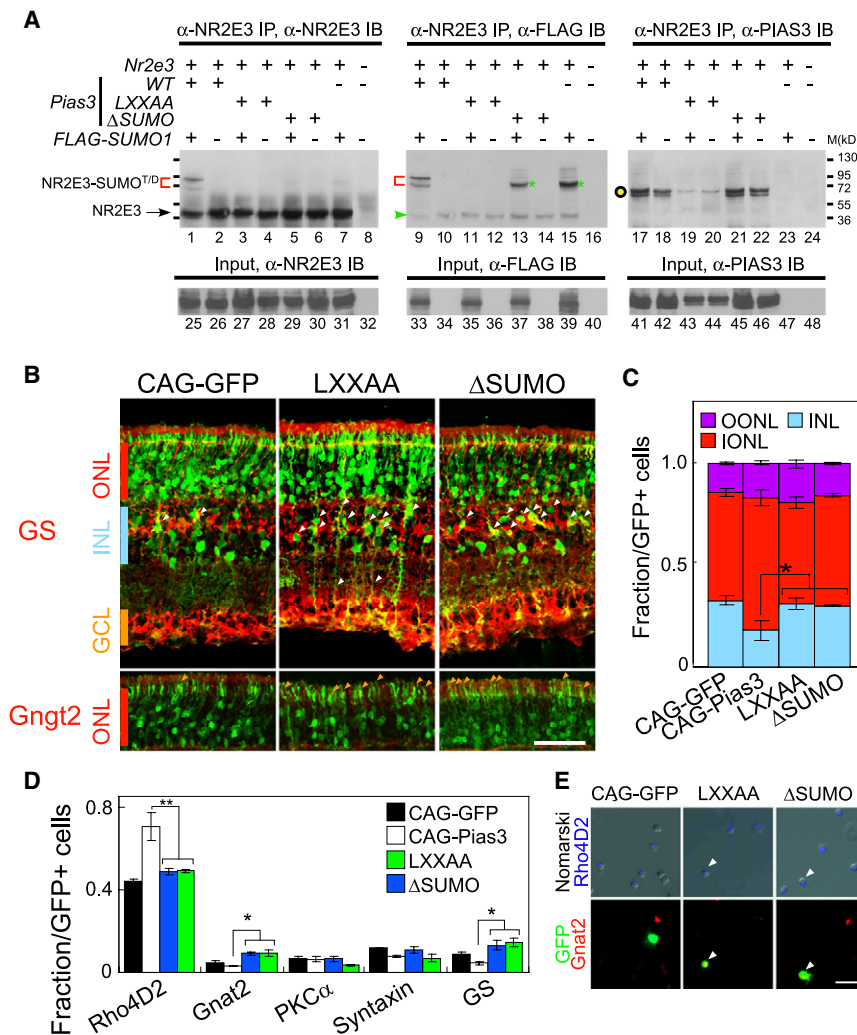 A
α-NR2E3 IP, α-NR2E3 IB
α-NR2E3 IP, α-FLAG IB
α-NR2E3 IP, α-PIAS3 IB
Nr2e3 + + + + + + + - + + + + + + + - + + + + + + + -
WT + + - - + + - - + + - -
Pias3 LXXAA + + + + + +
ΔSUMO + + + + + +
FLAG-SUMO1 + - + - + - + - + - + - + - + - + - + - + - + -
M(kD
NR2E3-SUMOT/D
NR2E3
130
95
72
55
36
1 2 3 4 5 6 7 8
9 10 11 12 13 14 15 16
17 18 19 20 21 22 23 24
Input, α-NR2E3 IB
Input, α-FLAG IB
Input, α-PIAS3 IB
25 26 27 28 29 30 31 32
33 34 35 36 37 38 39 40
41 42 43 44 45 46 47 48
B
CAG-GFP
LXXAA
ΔSUMO
GS
ONL
INL
GCL
Gngt2
ONL
C
OONL
INL
IONL
Fraction/GFP+ cells
1.0
0.5
0
*
CAG-GFP
CAG-Pias3
LXXAA
ΔSUMO
D
Fraction/GFP+ cells
0.8
0.4
0
**
*
*
CAG-GFP
CAG-Pias3
LXXAA
ΔSUMO
Rho4D2
Gnat2
PKCα
Syntaxin
GS
E
CAG-GFP
LXXAA
ΔSUMO
Nomarski
Rho4D2
GFP
Gnat2